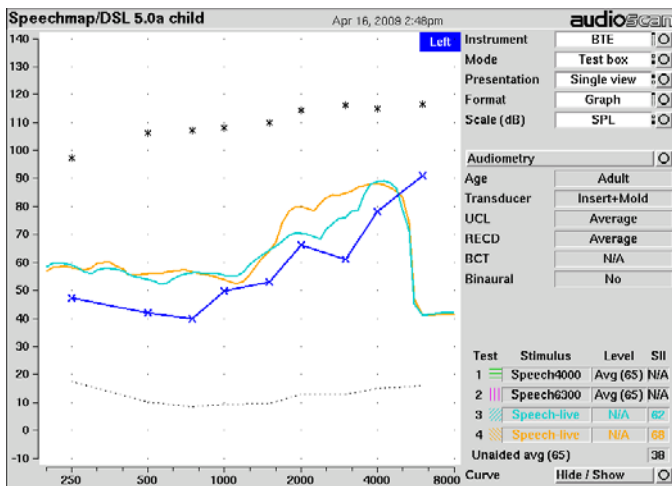 Speechmap/DSL 5.0a child Apr 16, 2008 2:48pm audioscan
Left
140
130
120
110
100
90
80
70
60
50
40
30
20
10
0
-10
250 500 1000 2000 4000 8000
Instrument BTE
Mode Test box
Presentation Single view
Format Graph
Scale (dB) SPL
Audiometry
Age Adult
Transducer Insert+Mold
UCL Average
RECD Average
BCT N/A
Binaural No
Test Stimulus Level SII
1 Speech4000 Avg (65) N/A
2 Speech6300 Avg (65) N/A
3 Speech-live N/A 62
4 Speech-live N/A 68
Unaided avg (65) 38
Curve Hide / Show